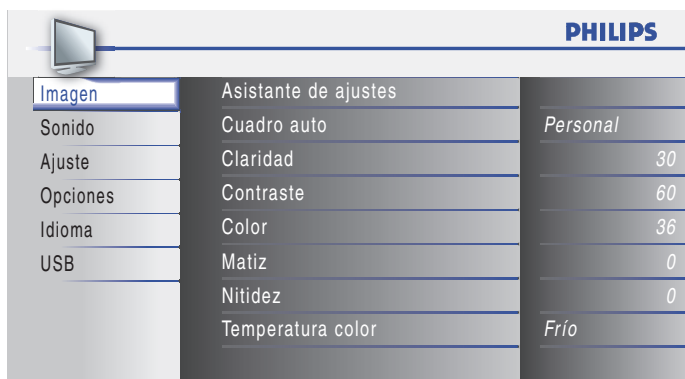 PHILIPS
Imagen
Sonido
Ajuste
Opciones
Idioma
USB
Asistante de ajustes
Cuadro auto Personal
Claridad 30
Contraste 60
Color 36
Matiz 0
Nitidez 0
Temperatura color Frío